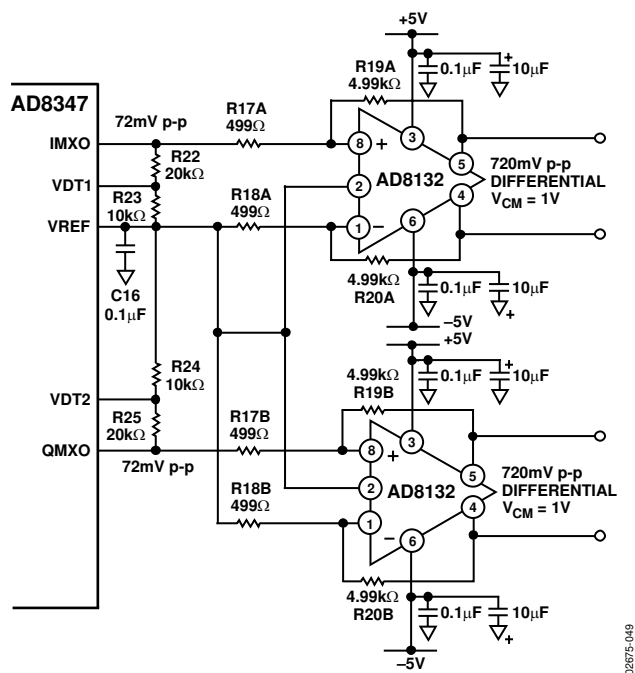 +5V
R19A
4.99kΩ
0.1μF
+
10μF
AD8347
72mV p-p
R17A
499Ω
IMXO
8
+
3
R22
20kΩ
5
720mV p-p
DIFFERENTIAL
VCM = 1V
VDT1
2
AD8132
4
R23
10kΩ
R18A
499Ω
VREF
1
–
6
C16
0.1μF
4.99kΩ
R20A
0.1μF
10μF
+
–5V
+5V
R24
10kΩ
4.99kΩ
R19B
0.1μF
+
10μF
VDT2
R25
20kΩ
R17B
499Ω
QMXO
72mV p-p
8
+
3
5
720mV p-p
DIFFERENTIAL
VCM = 1V
2
AD8132
4
R18B
499Ω
1
–
6
4.99kΩ
R20B
0.1μF
10μF
+
–5V
02675-049